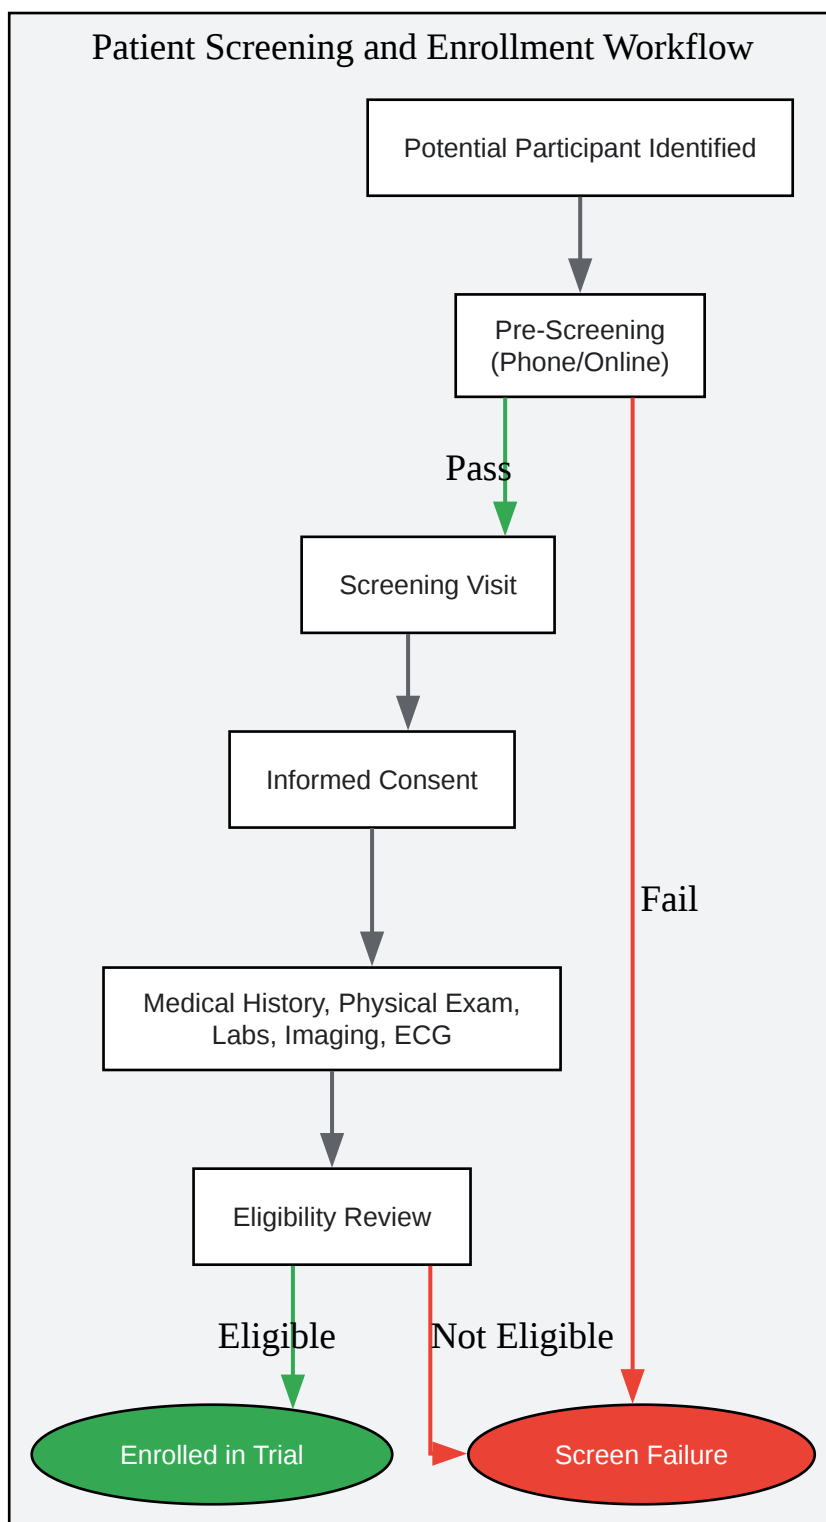 Patient Screening and Enrollment Workflow
Potential Participant Identified
Pre-Screening
(Phone/Online)
Pass
Screening Visit
Informed Consent
Fail
Medical History, Physical Exam,
Labs, Imaging, ECG
Eligibility Review
Eligible
Not Eligible
Enrolled in Trial
Screen Failure